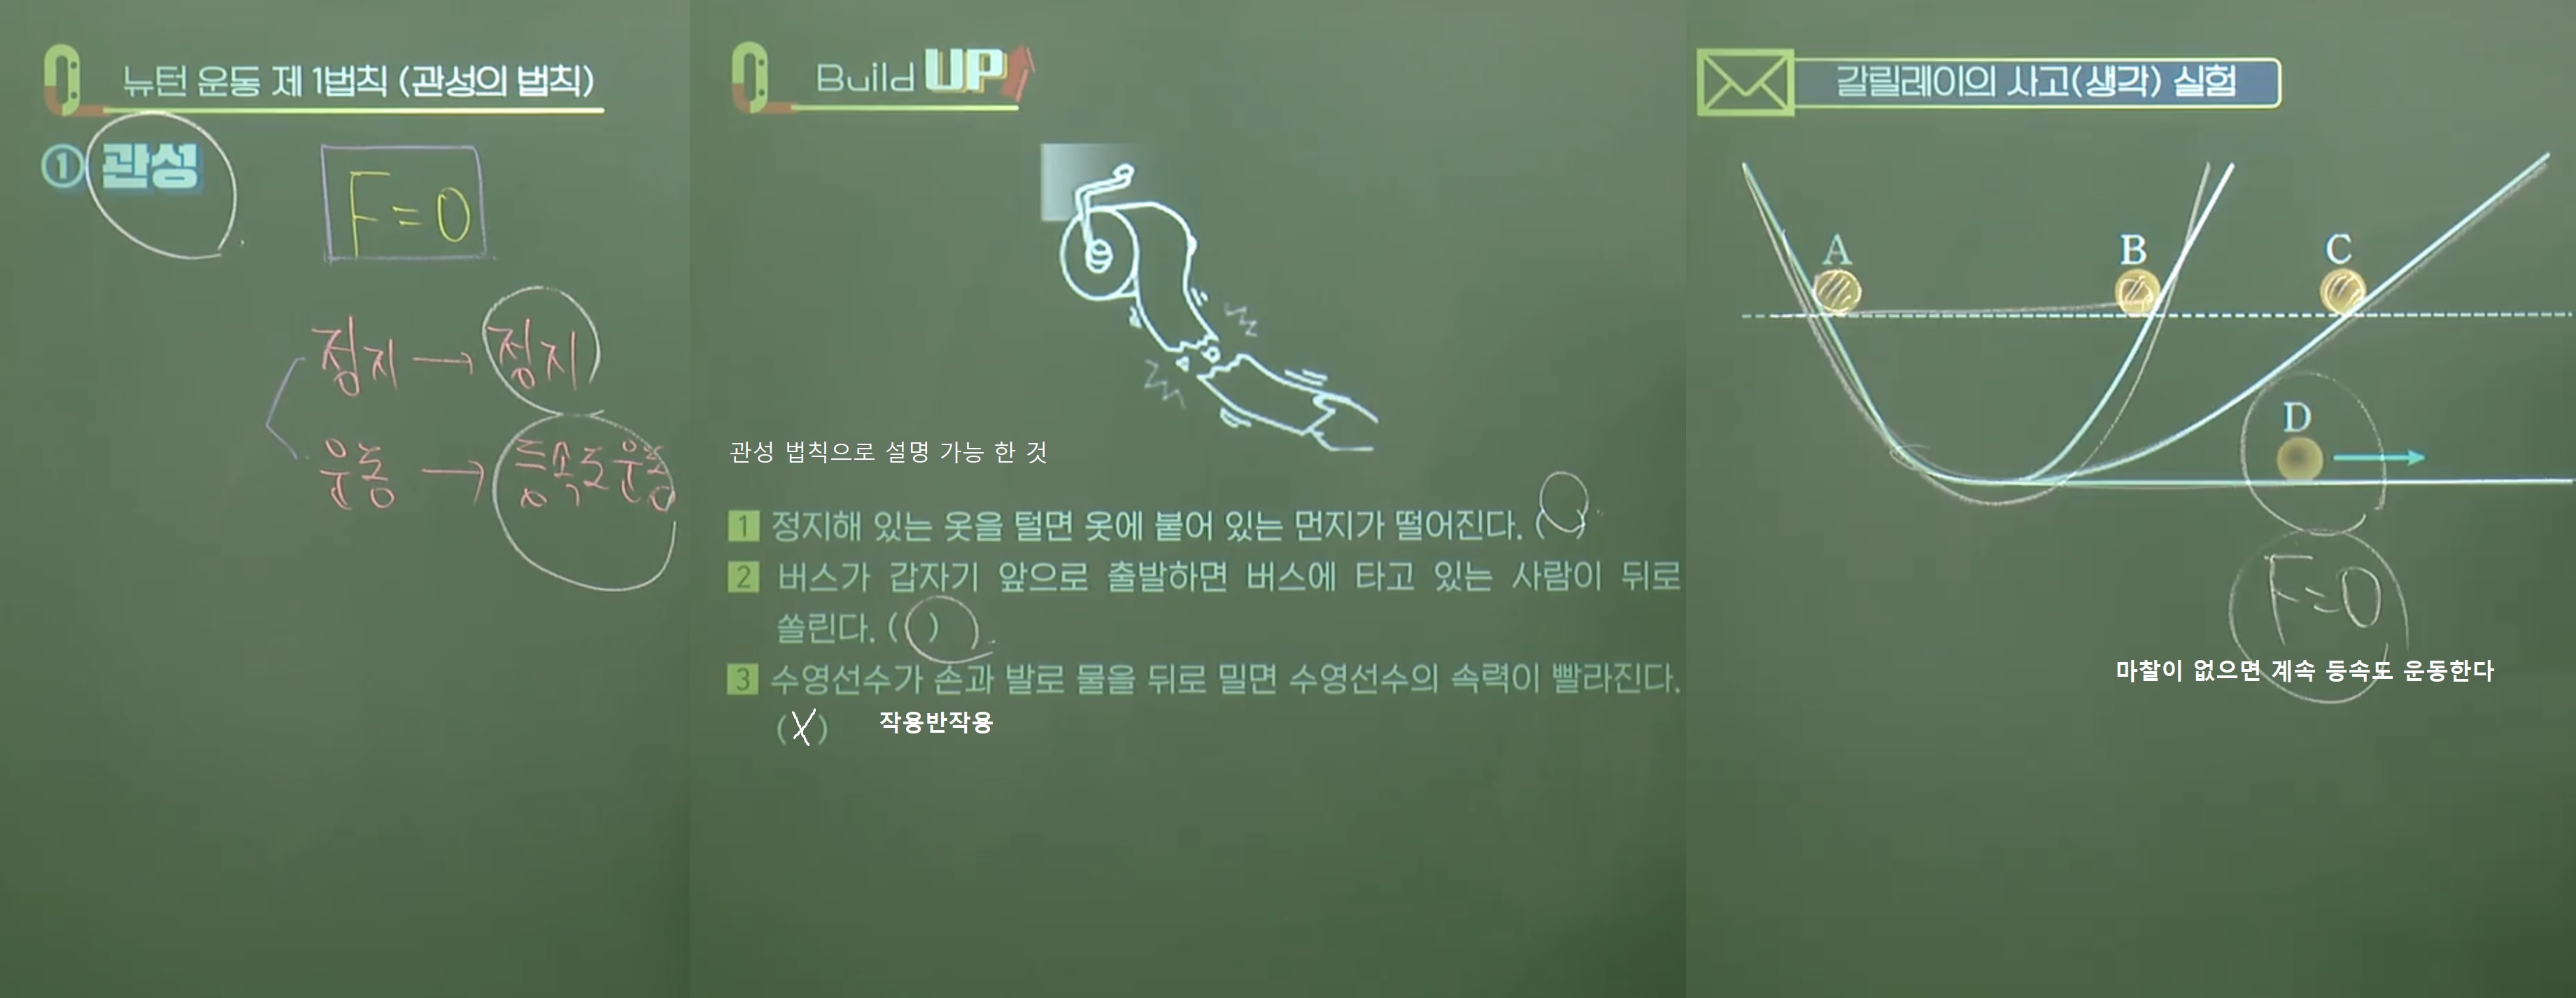 뉴턴 운동 제 1법칙 (관성의 법칙)
① 관성
F = 0
정지 → 정지
운동 → 등속도 운동
Build UP
관성 법칙으로 설명 가능 한 것
1 정지해 있는 옷을 털면 옷에 붙어 있는 먼지가 떨어진다. (O)
2 버스가 갑자기 앞으로 출발하면 버스에 타고 있는 사람이 뒤로
쏠린다. (O)
3 수영선수가 손과 발로 물을 뒤로 밀면 수영선수의 속력이 빨라진다.
(X) 작용반작용
갈릴레이의 사고(생각) 실험
A B C
D
F=0
마찰이 없으면 계속 등속도 운동한다